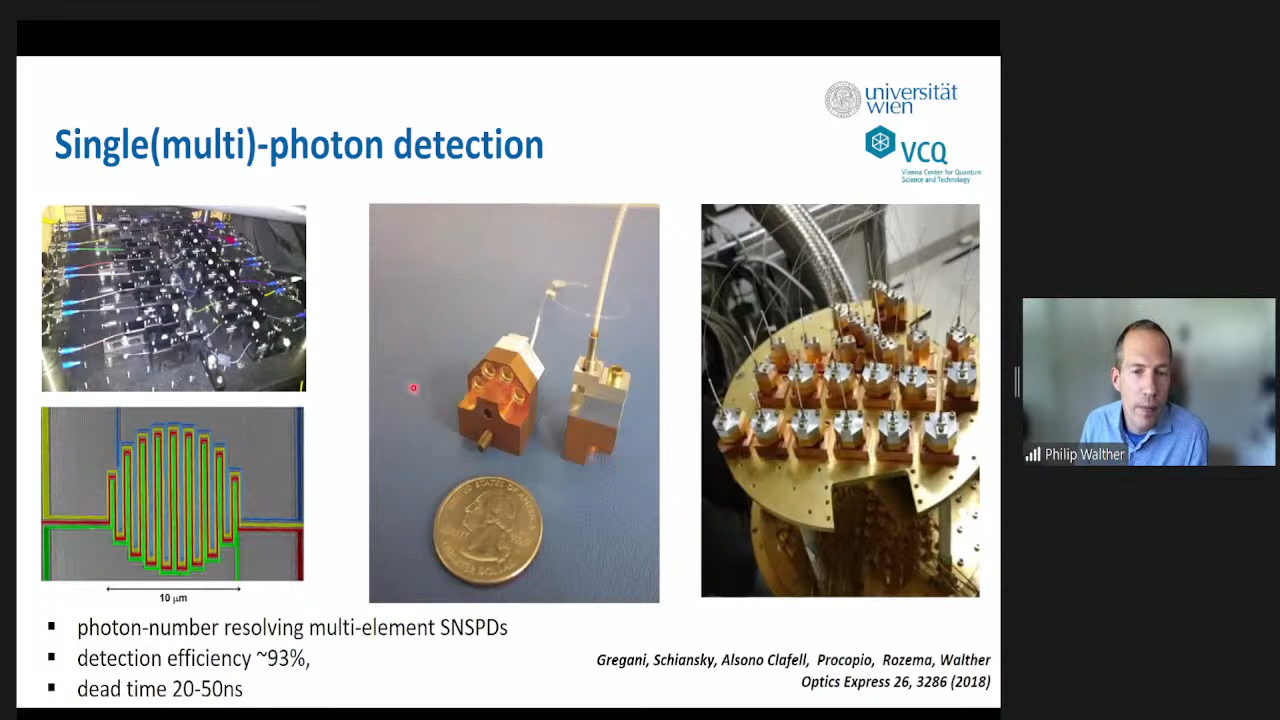 universität
wien
VCQ
Vienna Center for Quantum
Science and Technology
Single(multi)-photon detection
10 μm
▪ photon-number resolving multi-element SNSPDs
▪ detection efficiency ~93%,
▪ dead time 20-50ns
Gregani, Schiansky, Alsono Clafell, Procopio, Rozema, Walther
Optics Express 26, 3286 (2018)
Philip Walther